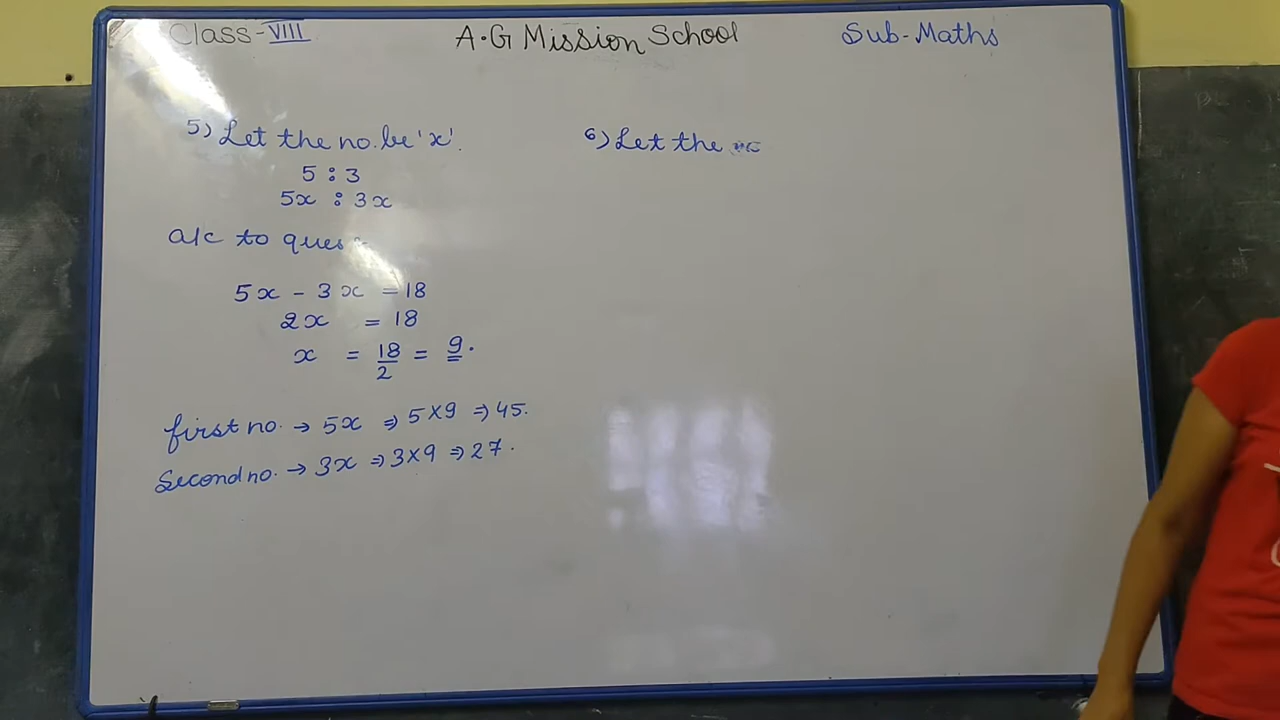 Class-VIII
A.G Mission School
Sub-Maths
5) Let the no. be 'x'.
5 : 3
5x : 3x
a/c to ques
5x - 3x = 18
2x = 18
x = 18/2 = 9.
first no. → 5x ⇒ 5×9 ⇒ 45.
Second no. → 3x ⇒ 3×9 ⇒ 27.
6) Let the